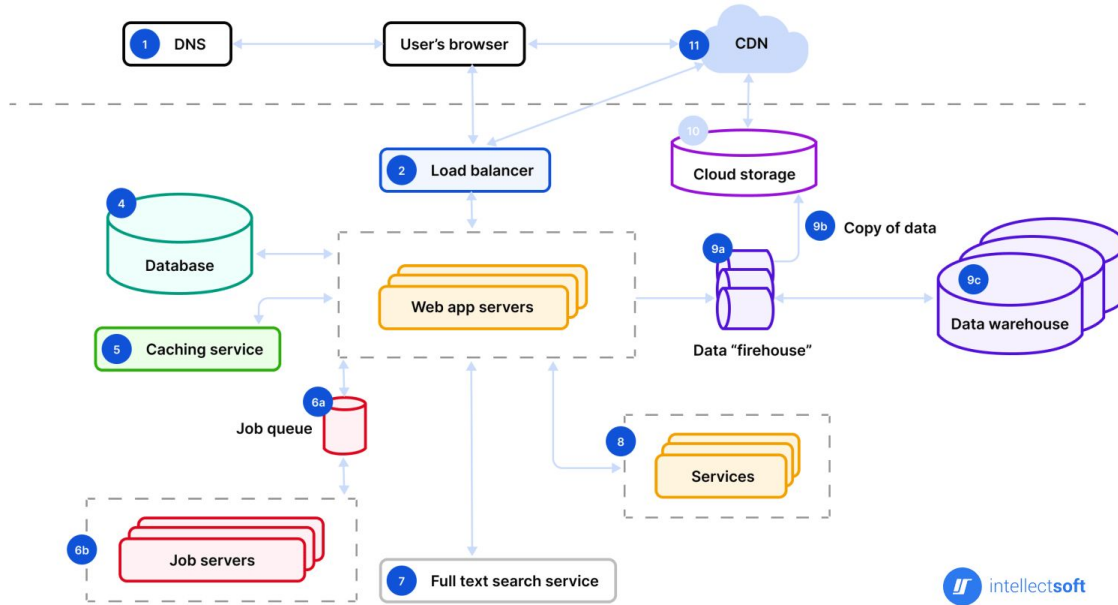 1 DNS
User's browser
11 CDN
10
Cloud storage
2 Load balancer
4
Database
9b Copy of data
9a
9c
Web app servers
Data warehouse
5 Caching service
Data “firehouse”
6a
Job queue
8
Services
6b
Job servers
7 Full text search service
intellectsoft